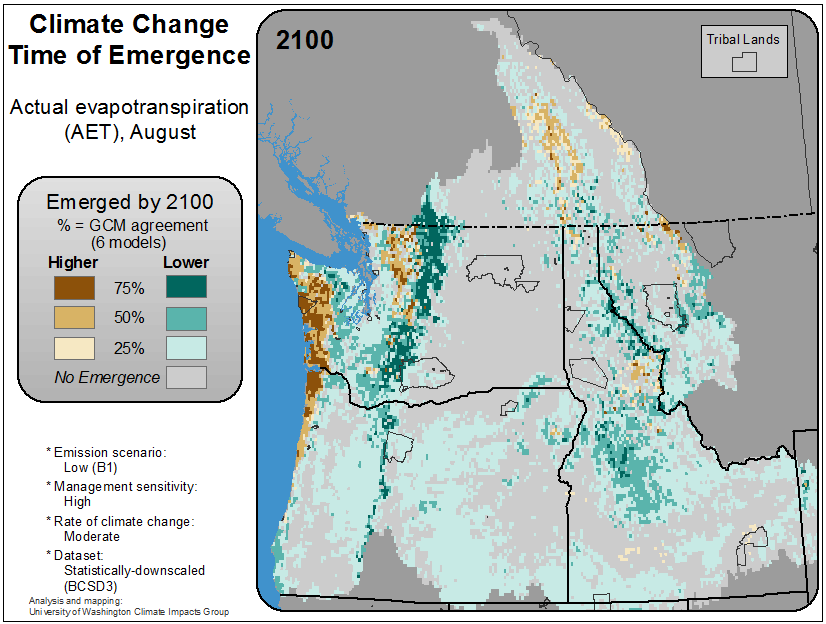 Climate Change
Time of Emergence
Actual evapotranspiration
(AET), August
Emerged by 2100
% = GCM agreement
(6 models)
Higher Lower
75%
50%
25%
No Emergence
* Emission scenario:
Low (B1)
* Management sensitivity:
High
* Rate of climate change:
Moderate
* Dataset:
Statistically-downscaled
(BCSD3)
Analysis and mapping:
University of Washington Climate Impacts Group
2100
Tribal Lands